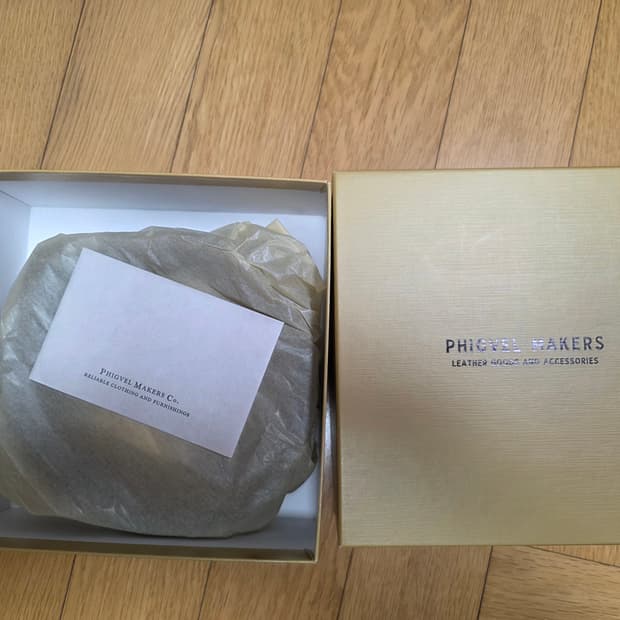 PHIGVEL MAKERS CO.
RELIABLE CLOTHING AND FURNISHINGS
PHIGVEL MAKERS
LEATHER GOODS AND ACCESSORIES